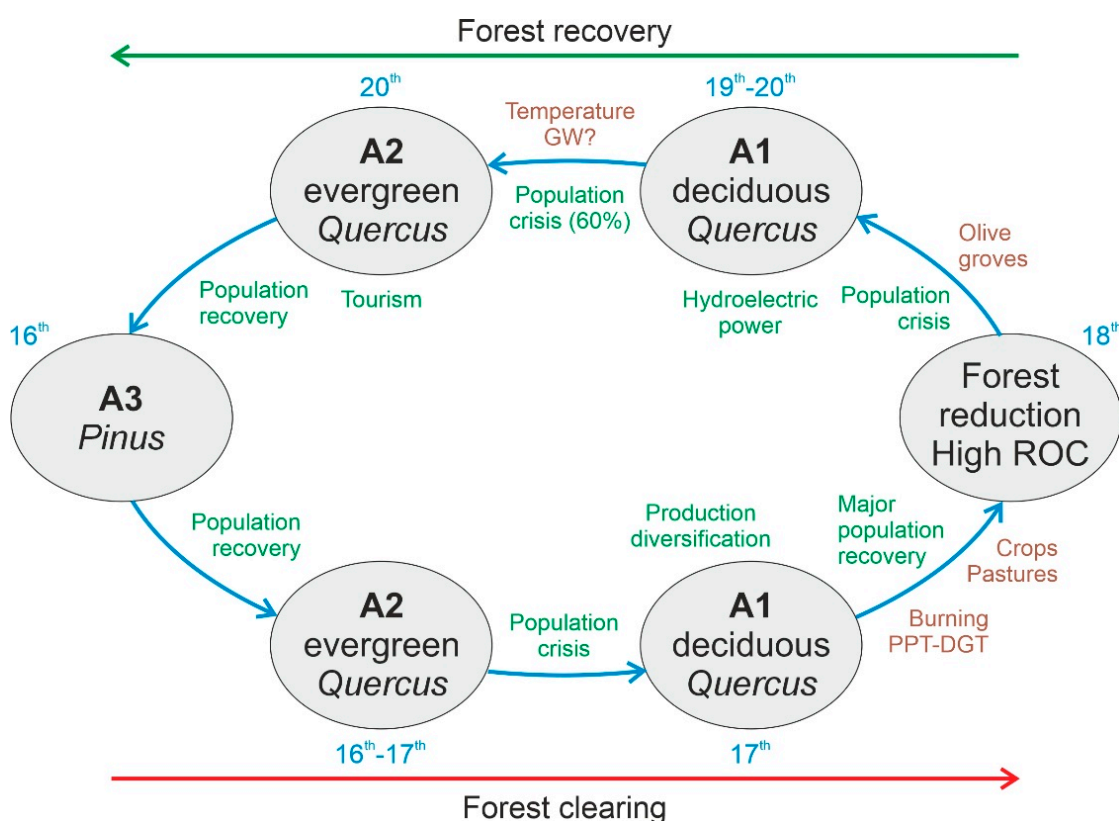 Forest recovery
20th
19th-20th
A2
evergreen
Quercus
Temperature
GW?
A1
deciduous
Quercus
Population
crisis (60%)
Olive
groves
Population
recovery
Tourism
Hydroelectric
power
Population
crisis
16th
A3
Pinus
18th
Forest
reduction
High ROC
Population
recovery
Production
diversification
Major
population
recovery
Crops
Pastures
A2
evergreen
Quercus
Population
crisis
A1
deciduous
Quercus
Burning
PPT-DGT
16th-17th
17th
Forest clearing